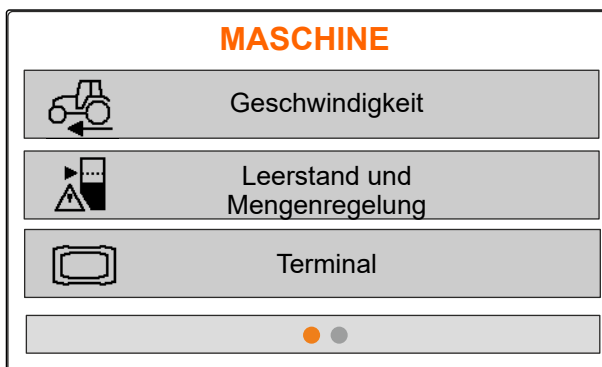 MASCHINE
Geschwindigkeit
Leerstand und
Mengenregelung
Terminal